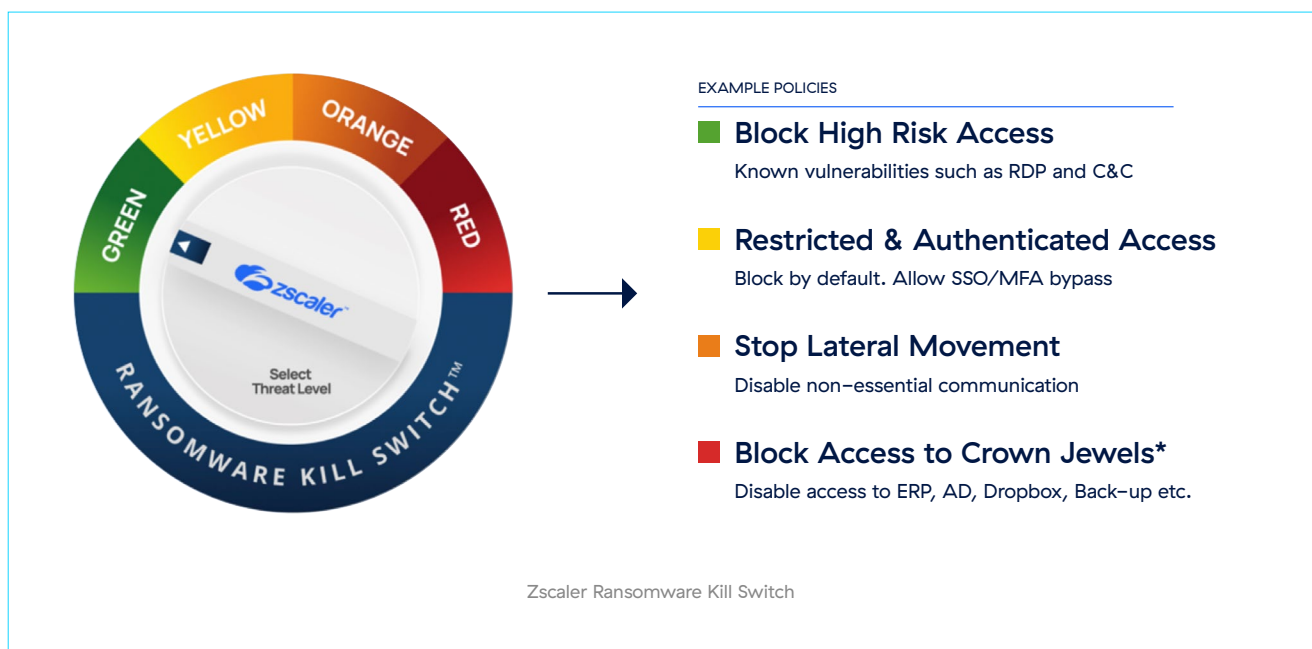 GREEN
YELLOW
ORANGE
RED
zscaler™
Select
Threat Level
RANSOMWARE KILL SWITCH™
EXAMPLE POLICIES
Block High Risk Access
Known vulnerabilities such as RDP and C&C
Restricted & Authenticated Access
Block by default. Allow SSO/MFA bypass
Stop Lateral Movement
Disable non-essential communication
Block Access to Crown Jewels*
Disable access to ERP, AD, Dropbox, Back-up etc.
Zscaler Ransomware Kill Switch